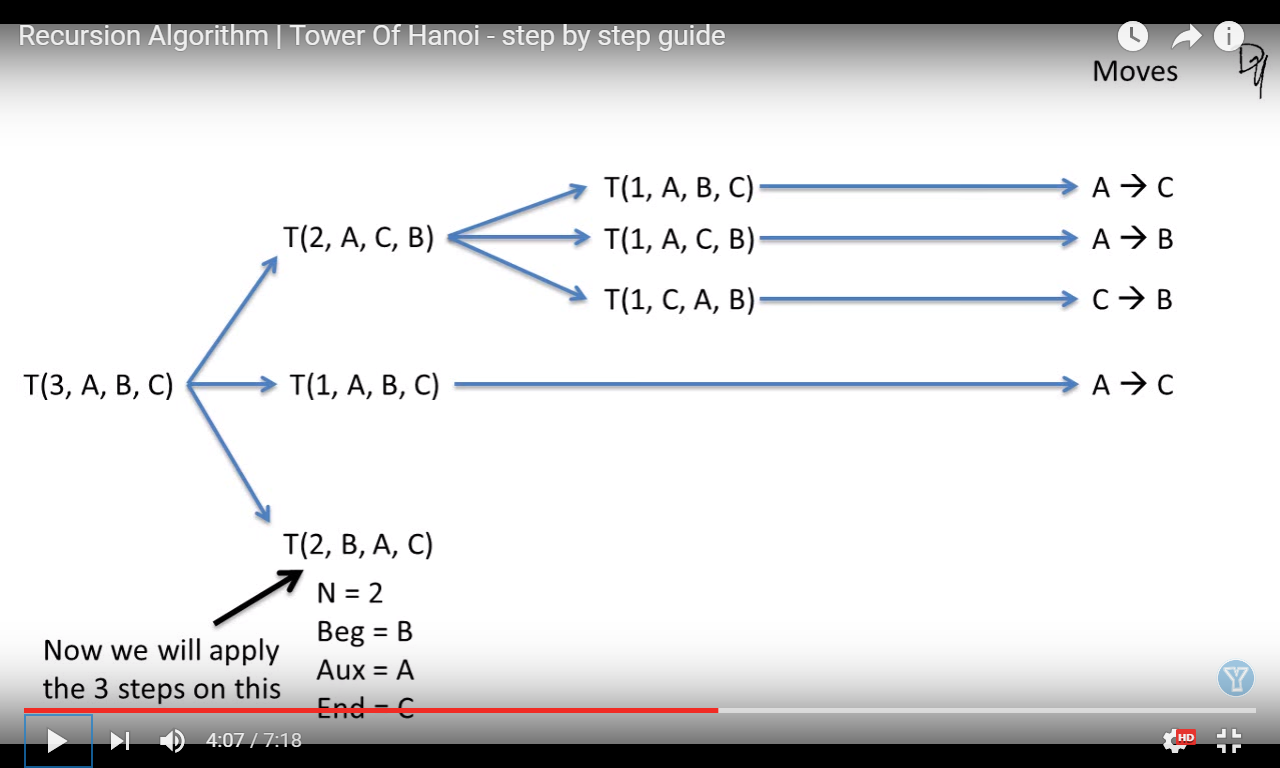 Recursion Algorithm | Tower Of Hanoi - step by step guide
Moves
T(1, A, B, C) A → C
T(2, A, C, B) T(1, A, C, B) A → B
T(1, C, A, B) C → B
T(3, A, B, C) T(1, A, B, C) A → C
T(2, B, A, C)
N = 2
Beg = B
Now we will apply
Aux = A
the 3 steps on this
End = C
Y
4:07 / 7:18
HD